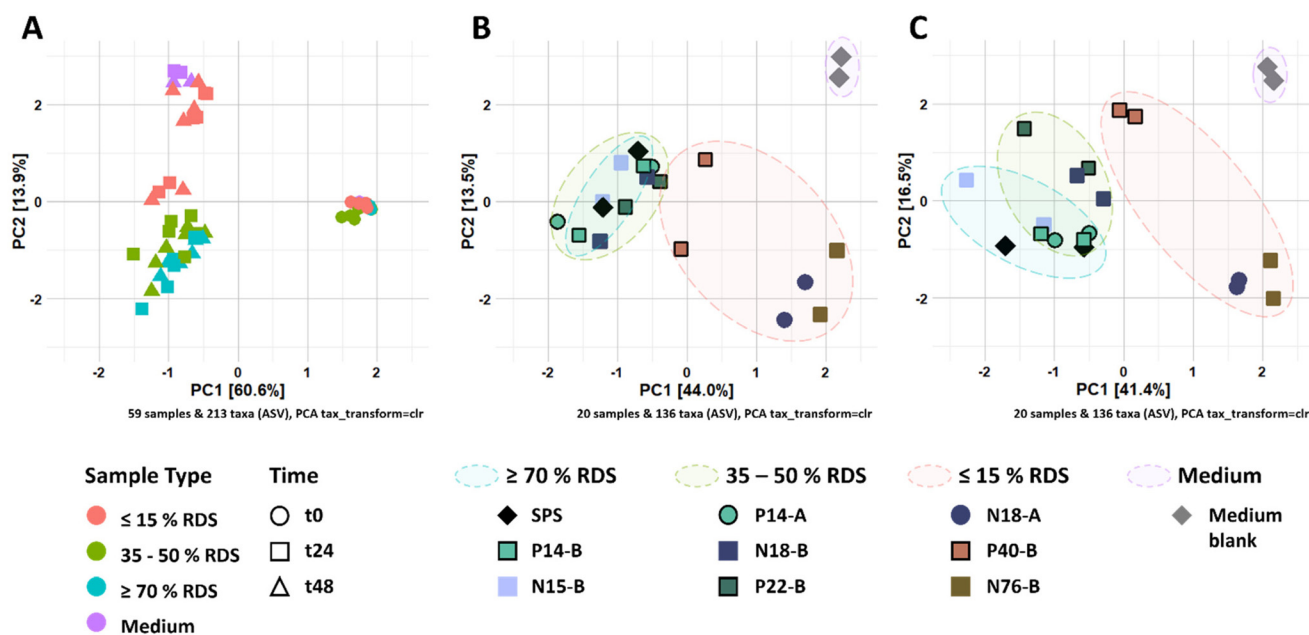 A
2
0
-2
PC2 [13.9%]
-2
-1
0
1
2
PC1 [60.6%]
59 samples & 213 taxa (ASV), PCA tax_transform=clr
B
2
0
-2
PC2 [13.5%]
-2
-1
0
1
2
PC1 [44.0%]
20 samples & 136 taxa (ASV), PCA tax_transform=clr
C
2
0
-2
PC2 [16.5%]
-2
-1
0
1
2
PC1 [41.4%]
20 samples & 136 taxa (ASV), PCA tax_transform=clr
Sample Type
≤ 15 % RDS
35 - 50 % RDS
≥ 70 % RDS
Medium
Time
t0
t24
t48
≥ 70 % RDS
SPS
P14-B
N15-B
35 – 50 % RDS
P14-A
N18-B
P22-B
≤ 15 % RDS
N18-A
P40-B
N76-B
Medium
Medium
blank